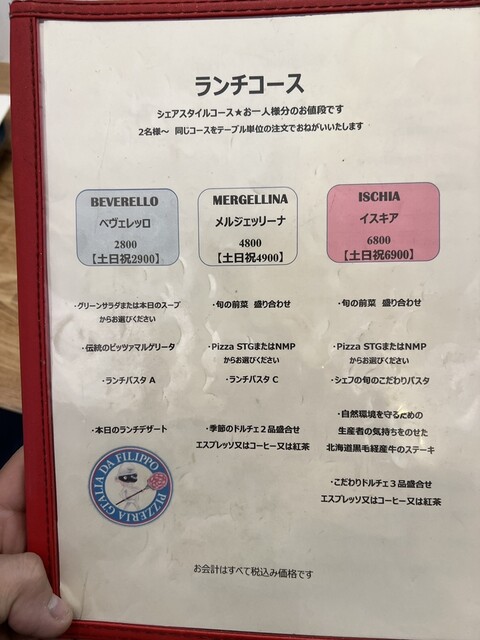 ランチコース
シェアスタイルコース★お一人様分のお値段です
2名様～ 同じコースをテーブル単位の注文でおねがいいたします
BEVERELLO
ベヴェレッロ
2800
【土日祝2900】
・グリーンサラダまたは本日のスープ
からお選びください
・伝統のピッツァマルゲリータ
・ランチパスタ A
・本日のランチデザート
MERGELLINA
メルジェッリーナ
4800
【土日祝4900】
・旬の前菜 盛り合わせ
・Pizza STGまたはNMP
からお選びください
・ランチパスタ C
・季節のドルチェ２品盛合せ
エスプレッソ又はコーヒー又は紅茶
ISCHIA
イスキア
6800
【土日祝6900】
・旬の前菜 盛り合わせ
・Pizza STGまたはNMP
からお選びください
・シェフの旬のこだわりパスタ
・自然環境を守るための
生産者の気持ちをのせた
北海道黒毛経産牛のステーキ
・こだわりドルチェ３品盛合せ
エスプレッソ又はコーヒー又は紅茶
PIZZERIA GTALIA DA FILIPPO
お会計はすべて税込み価格です